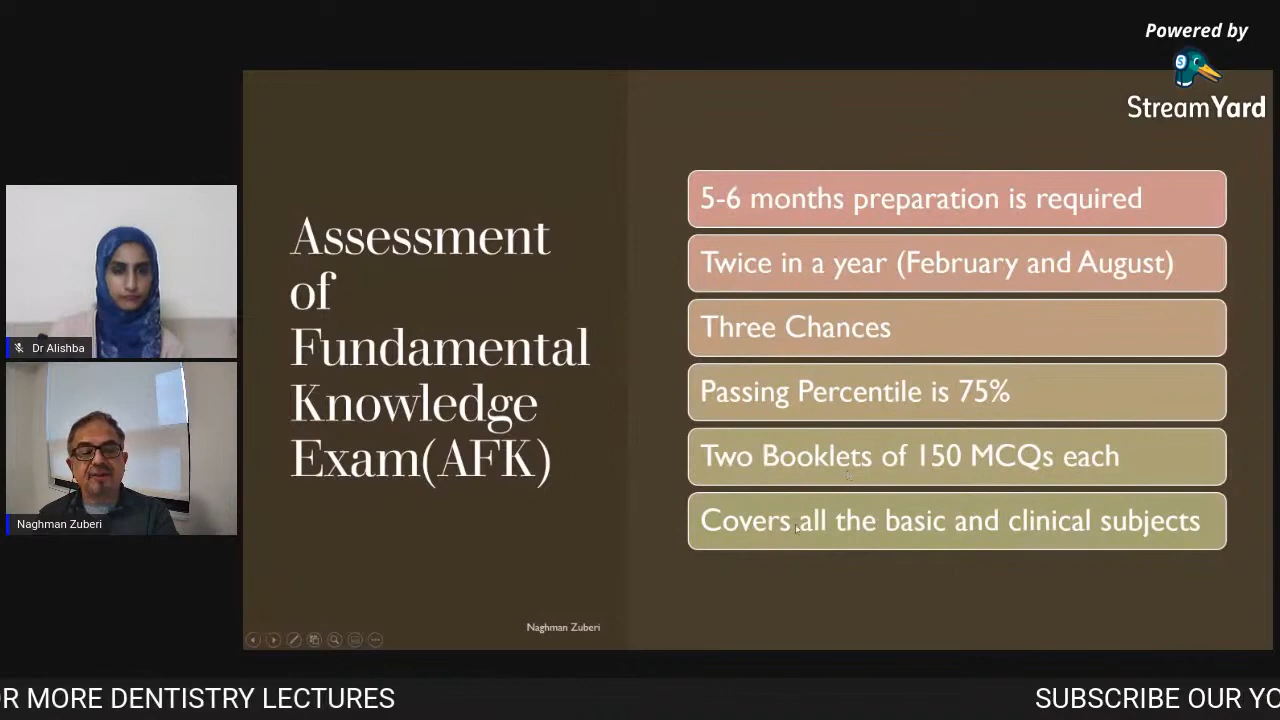 Powered by
StreamYard
Assessment
of
Fundamental
Knowledge
Exam(AFK)
5-6 months preparation is required
Twice in a year (February and August)
Three Chances
Passing Percentile is 75%
Two Booklets of 150 MCQs each
Covers all the basic and clinical subjects
Dr Alishba
Naghman Zuberi
Naghman Zuberi
OR MORE DENTISTRY LECTURES
SUBSCRIBE OUR YO